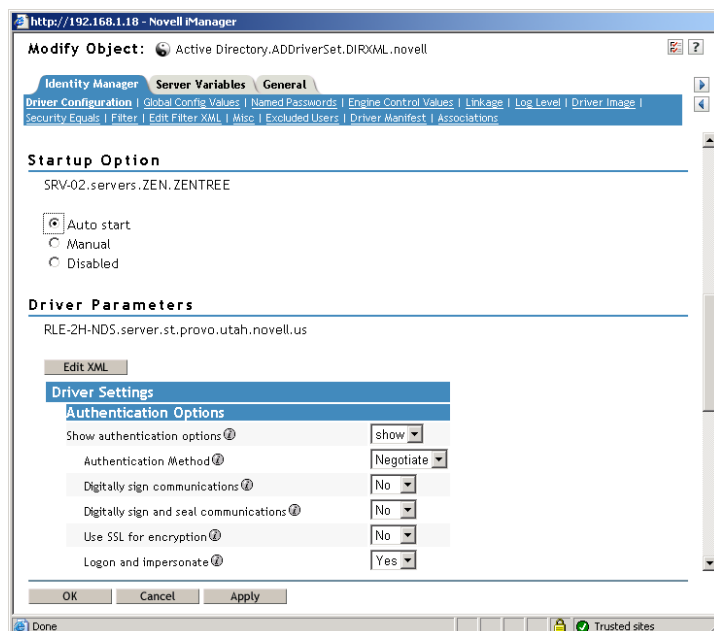 http://192.168.1.18 - Novell iManager
Modify Object: Active Directory.ADDriverSet.DIRXML.novell
?
Identity Manager Server Variables General
Driver Configuration | Global Config Values | Named Passwords | Engine Control Values | Linkage | Log Level | Driver Image |
Security Equals | Filter | Edit Filter XML | Misc | Excluded Users | Driver Manifest | Associations
Startup Option
SRV-02.servers.ZEN.ZENTREE
Auto start
Manual
Disabled
Driver Parameters
RLE-2H-NDS.server.st.provo.utah.novell.us
Edit XML
Driver Settings
Authentication Options
Show authentication options i show
Authentication Method i Negotiate
Digitally sign communications i No
Digitally sign and seal communications i No
Use SSL for encryption i No
Logon and impersonate i Yes
OK Cancel Apply
Done Trusted sites